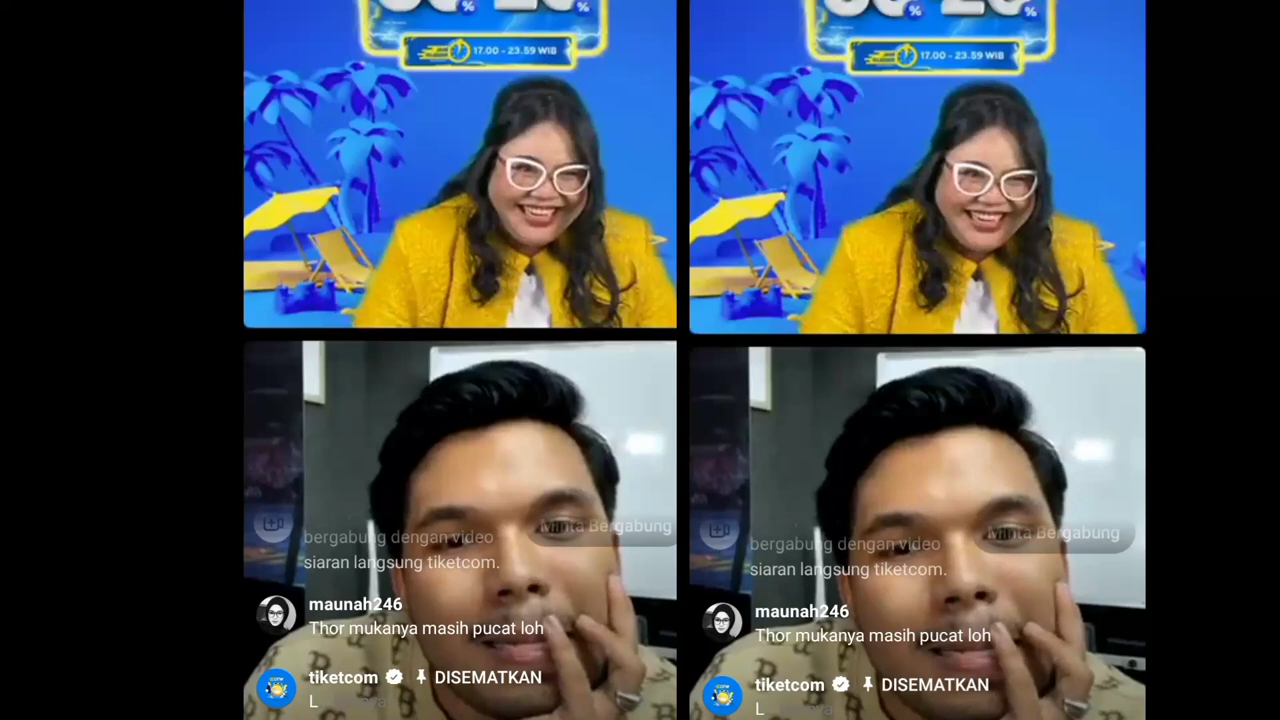 %
%
17.00 - 23.59 WIB
%
%
17.00 - 23.59 WIB
Minta Bergabung
bergabung dengan video
siaran langsung tiketcom.
maunah246
Thor mukanya masih pucat loh
tiketcom DISEMATKAN
L
Minta Bergabung
bergabung dengan video
siaran langsung tiketcom.
maunah246
Thor mukanya masih pucat loh
tiketcom DISEMATKAN
L